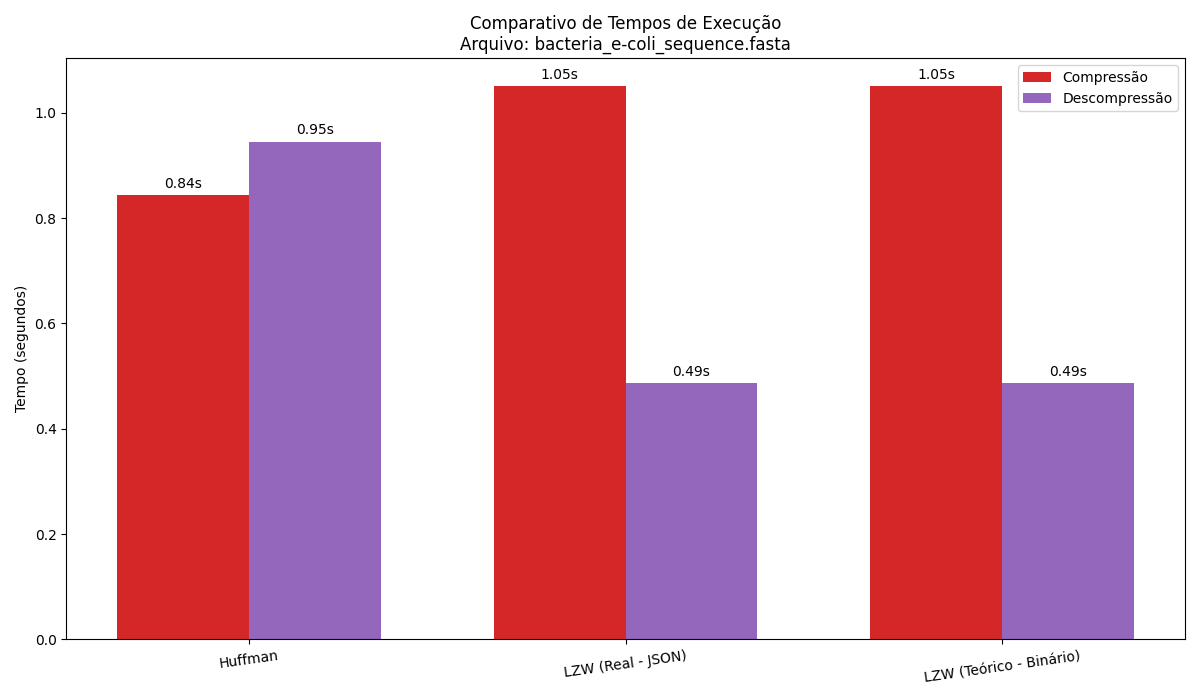 Comparativo de Tempos de Execução
Arquivo: bacteria_e-coli_sequence.fasta
Compressão
Descompressão
1.05s
1.05s
0.95s
0.84s
0.49s
0.49s
Tempo (segundos)
1.0
0.8
0.6
0.4
0.2
0.0
Huffman
LZW (Real - JSON)
LZW (Teórico - Binário)